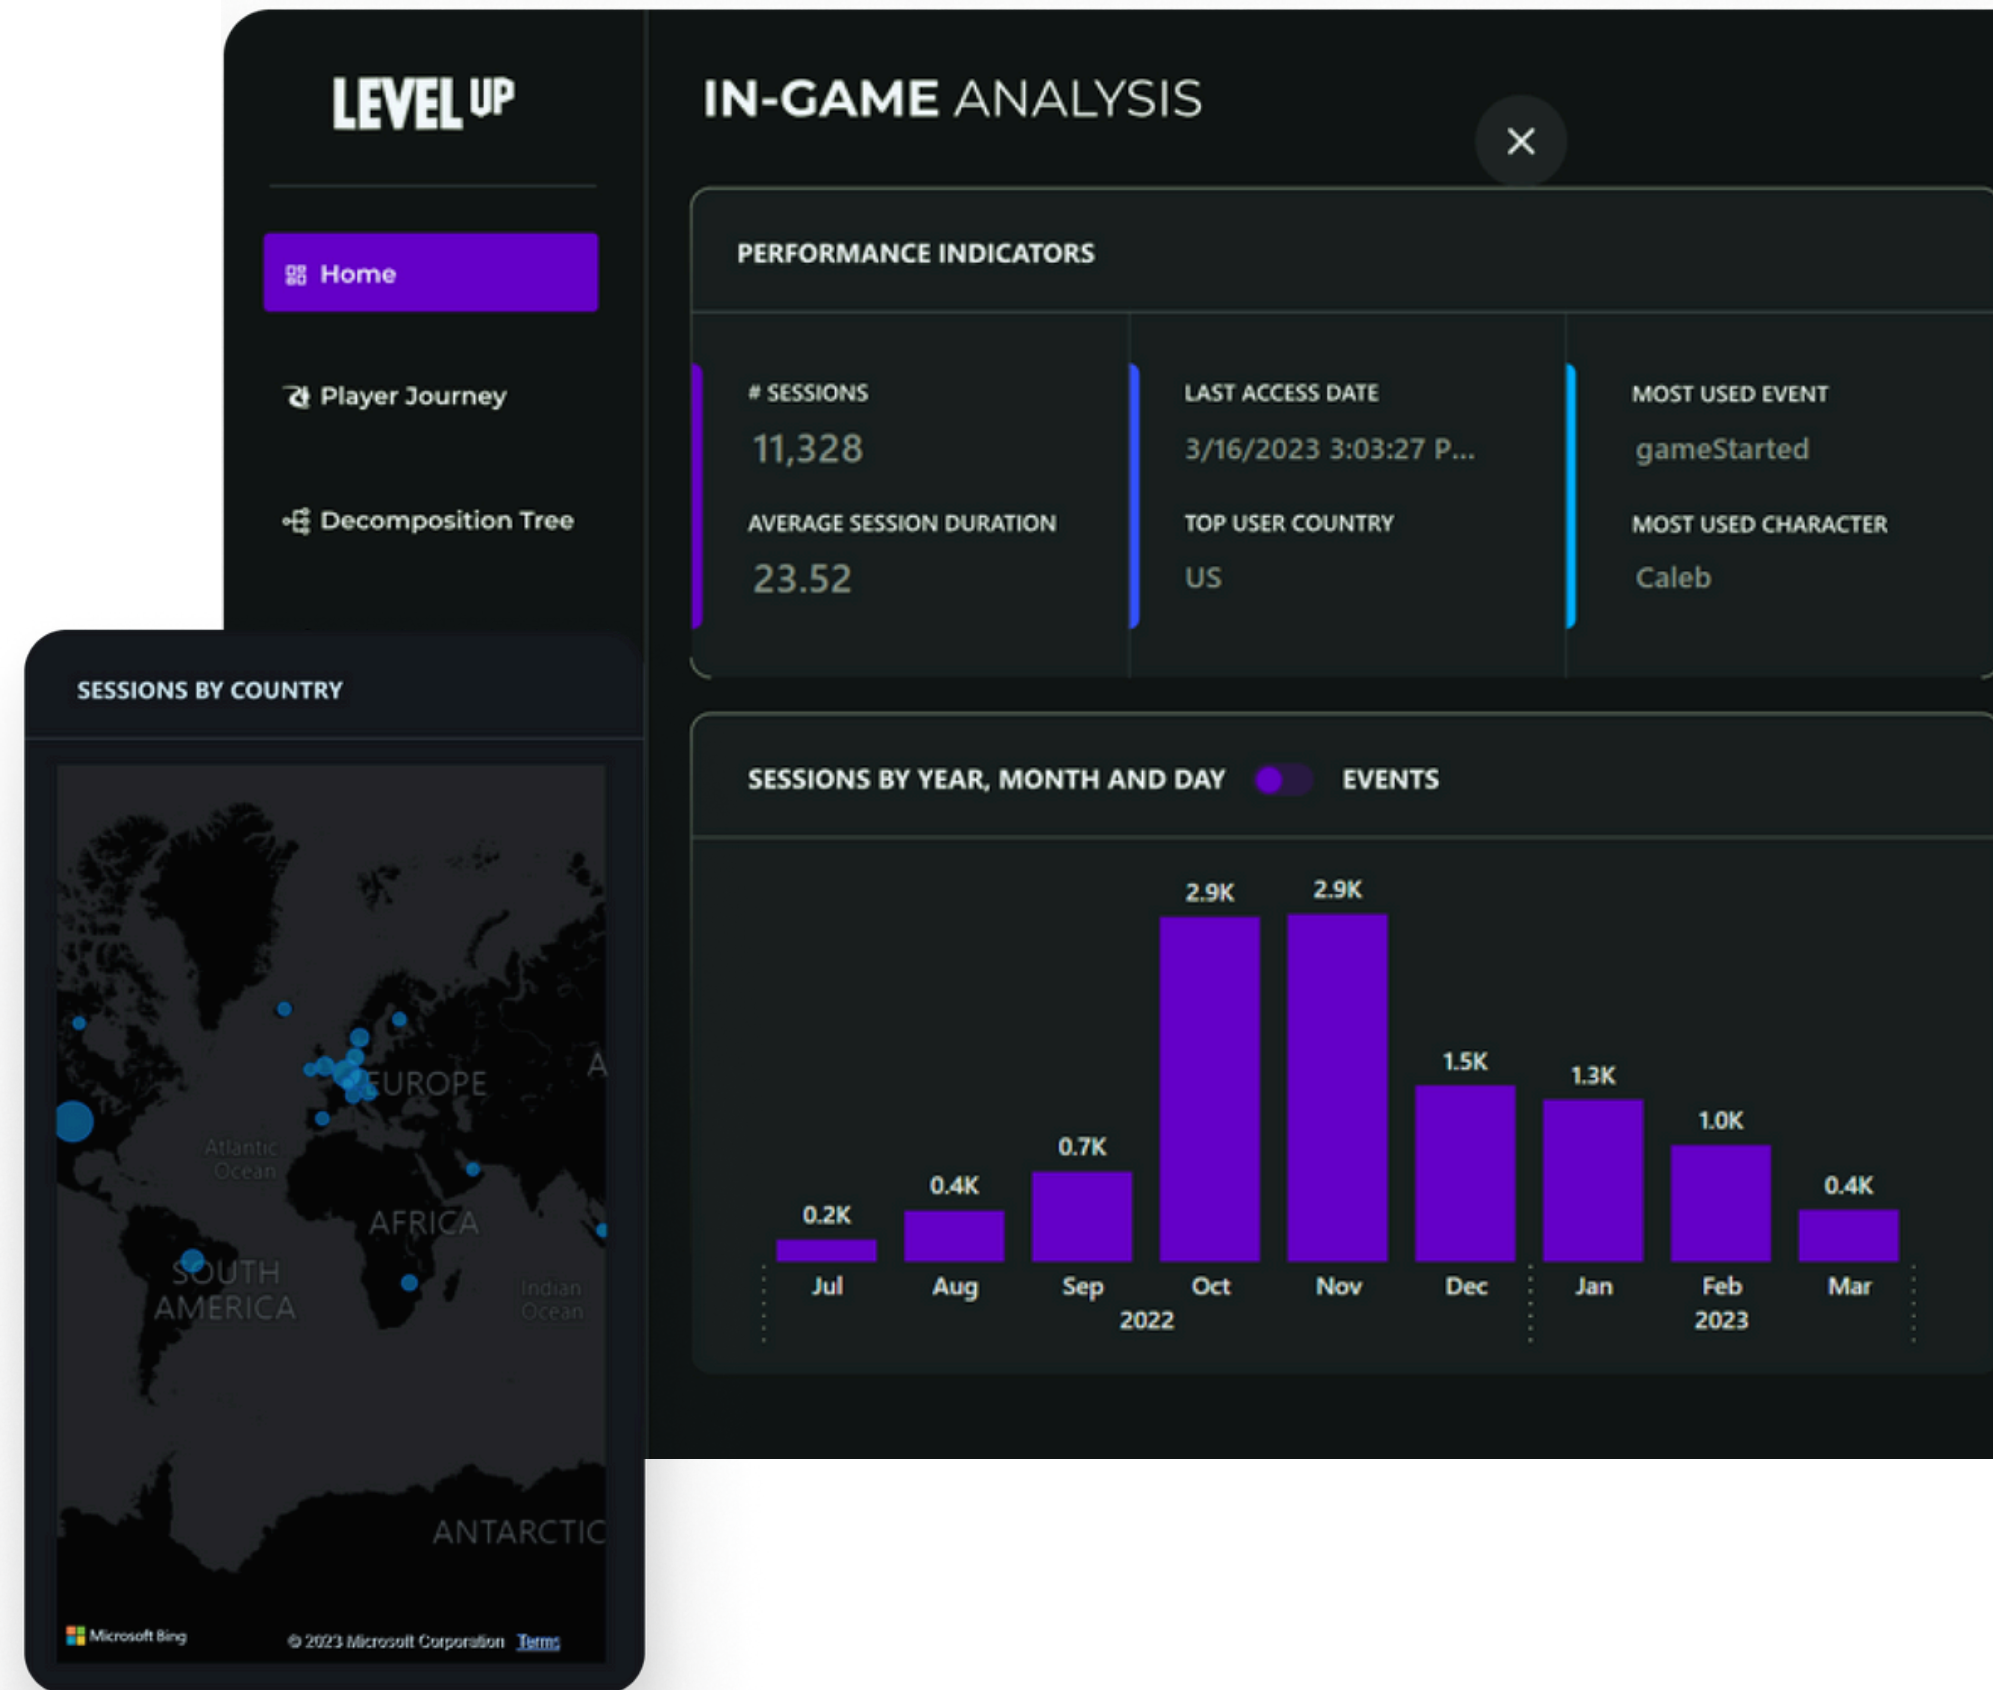 LEVEL UP
Home
Player Journey
Decomposition Tree
IN-GAME ANALYSIS
PERFORMANCE INDICATORS
# SESSIONS
11,328
AVERAGE SESSION DURATION
23.52
LAST ACCESS DATE
3/16/2023 3:03:27 P...
TOP USER COUNTRY
US
MOST USED EVENT
gameStarted
MOST USED CHARACTER
Caleb
SESSIONS BY YEAR, MONTH AND DAY
EVENTS
0.2K
0.4K
0.7K
2.9K
2.9K
1.5K
1.3K
1.0K
0.4K
Jul Aug Sep Oct Nov Dec Jan Feb Mar
2022 2023
SESSIONS BY COUNTRY
EUROPE
A
Atlantic
Ocean
AFRICA
SOUTH
AMERICA
Indian
Ocean
ANTARCTIC
Microsoft Bing
© 2023 Microsoft Corporation Terms